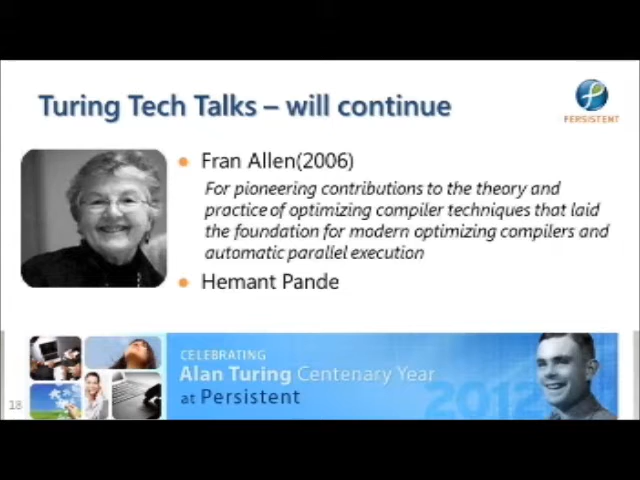 Turing Tech Talks – will continue
PERSISTENT
• Fran Allen(2006)
For pioneering contributions to the theory and
practice of optimizing compiler techniques that laid
the foundation for modern optimizing compilers and
automatic parallel execution
• Hemant Pande
CELEBRATING
Alan Turing Centenary Year
at Persistent
2012
18